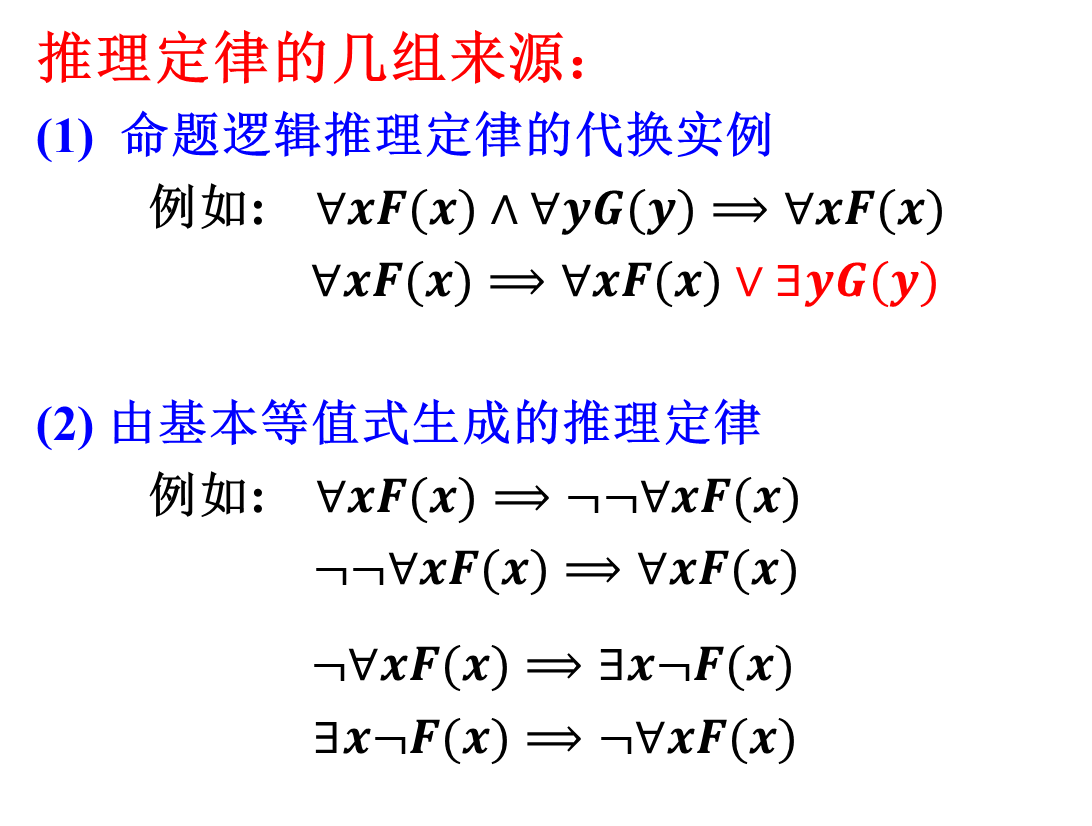 推理定律的几组来源：
(1) 命题逻辑推理定律的代换实例
例如: ∀xF(x) ∧ ∀yG(y) ⟹ ∀xF(x)
∀xF(x) ⟹ ∀xF(x) ∨ ∃yG(y)
(2) 由基本等值式生成的推理定律
例如: ∀xF(x) ⟹ ¬¬∀xF(x)
¬¬∀xF(x) ⟹ ∀xF(x)
¬∀xF(x) ⟹ ∃x¬F(x)
∃x¬F(x) ⟹ ¬∀xF(x)